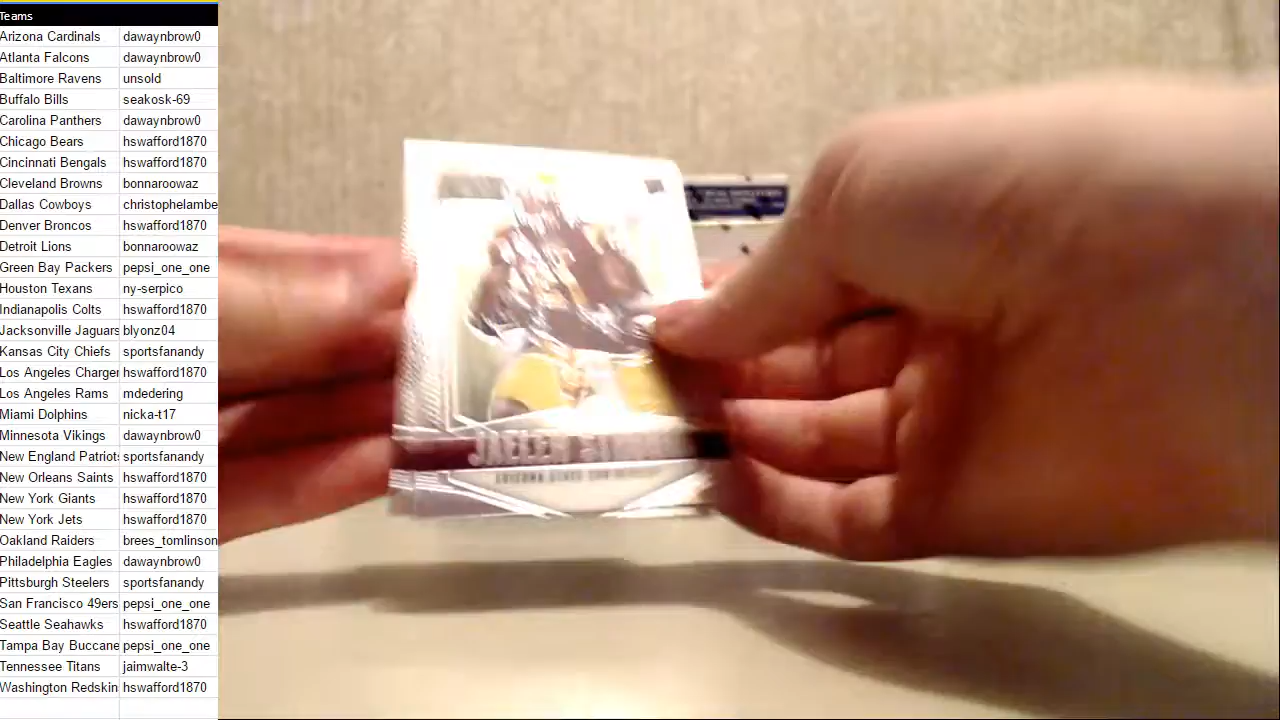 Teams
Arizona Cardinals dawaynbrow0
Atlanta Falcons dawaynbrow0
Baltimore Ravens unsold
Buffalo Bills seakosk-69
Carolina Panthers dawaynbrow0
Chicago Bears hswafford1870
Cincinnati Bengals hswafford1870
Cleveland Browns bonnaroowaz
Dallas Cowboys christophelambe
Denver Broncos hswafford1870
Detroit Lions bonnaroowaz
Green Bay Packers pepsi_one_one
Houston Texans ny-serpico
Indianapolis Colts hswafford1870
Jacksonville Jaguars blyonz04
Kansas City Chiefs sportsfanandy
Los Angeles Charger hswafford1870
Los Angeles Rams mdedering
Miami Dolphins nicka-t17
Minnesota Vikings dawaynbrow0
New England Patriots sportsfanandy
New Orleans Saints hswafford1870
New York Giants hswafford1870
New York Jets hswafford1870
Oakland Raiders brees_tomlinson
Philadelphia Eagles dawaynbrow0
Pittsburgh Steelers sportsfanandy
San Francisco 49ers pepsi_one_one
Seattle Seahawks hswafford1870
Tampa Bay Buccane pepsi_one_one
Tennessee Titans jaimwalte-3
Washington Redskin hswafford1870
JAELEN